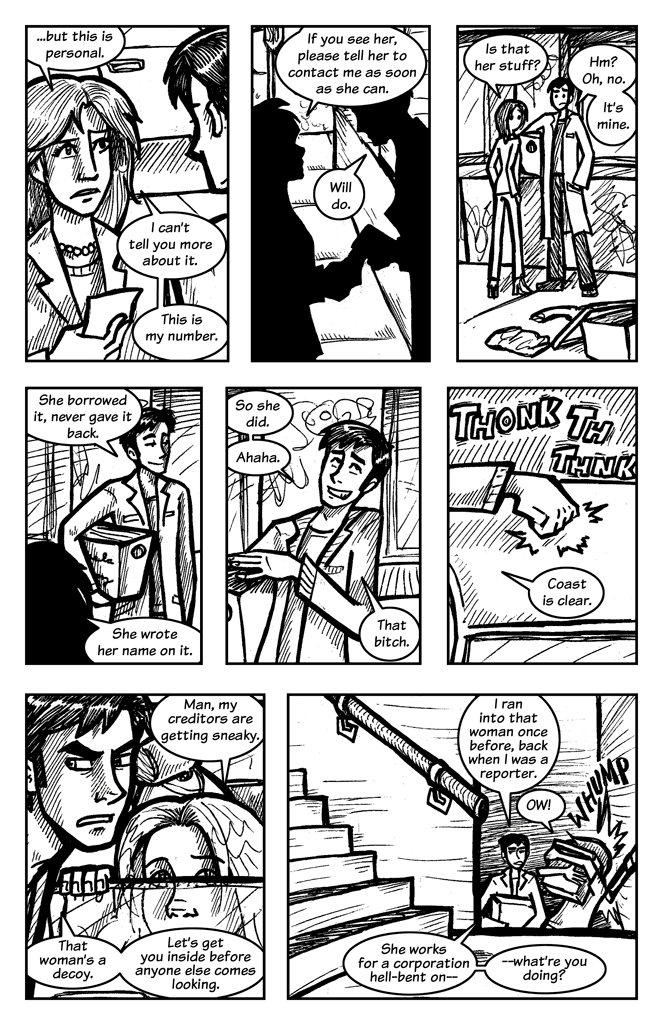 ...but this is
personal.
I can't
tell you more
about it.
This is
my number.
If you see her,
please tell her to
contact me as soon
as she can.
Will
do.
Is that
her stuff?
Hm?
Oh, no.
It's
mine.
She borrowed
it, never gave it
back.
She wrote
her name on it.
So she
did.
Ahaha.
That
bitch.
THONK TH
THNK
Coast
is clear.
Man, my
creditors are
getting sneaky.
That
woman's a
decoy.
Let's get
you inside before
anyone else comes
looking.
I ran
into that
woman once
before, back
when I was a
reporter.
OW!
WHUMP
She works
for a corporation
hell-bent on--
--what're you
doing?